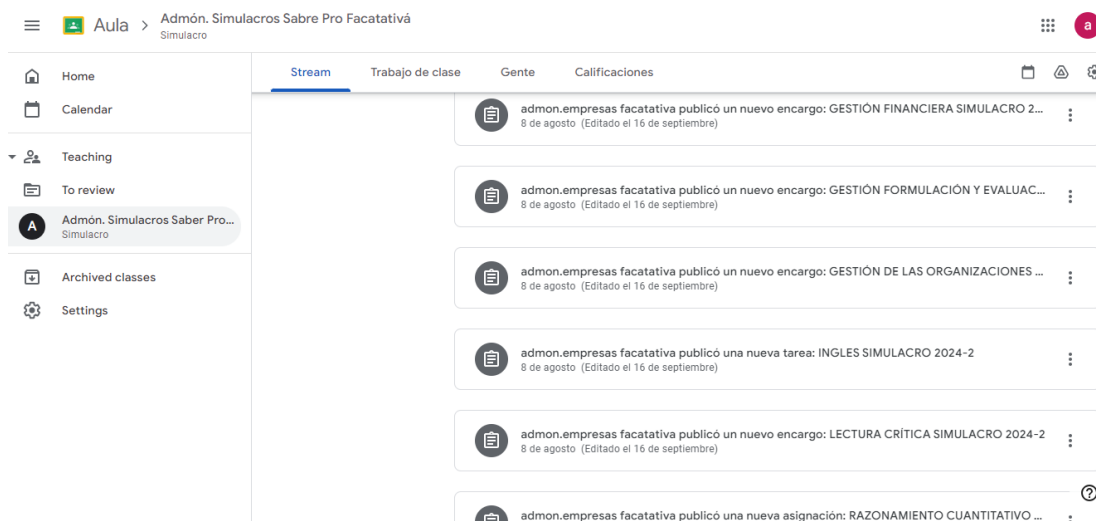 Aula > Admón. Simulacros Sabre Pro Facatativá
Simulacro
a
Home
Calendar
Teaching
To review
A
Admón. Simulacros Saber Pro...
Simulacro
Archived classes
Settings
Stream Trabajo de clase Gente Calificaciones
admon.empresas facatativa publicó un nuevo encargo: GESTIÓN FINANCIERA SIMULACRO 2...
8 de agosto (Editado el 16 de septiembre)
admon.empresas facatativa publicó un nuevo encargo: GESTIÓN FORMULACIÓN Y EVALUAC...
8 de agosto (Editado el 16 de septiembre)
admon.empresas facatativa publicó un nuevo encargo: GESTIÓN DE LAS ORGANIZACIONES ...
8 de agosto (Editado el 16 de septiembre)
admon.empresas facatativa publicó una nueva tarea: INGLES SIMULACRO 2024-2
8 de agosto (Editado el 16 de septiembre)
admon.empresas facatativa publicó un nuevo encargo: LECTURA CRÍTICA SIMULACRO 2024-2
8 de agosto (Editado el 16 de septiembre)
admon.empresas facatativa publicó una nueva asignación: RAZONAMIENTO CUANTITATIVO ...